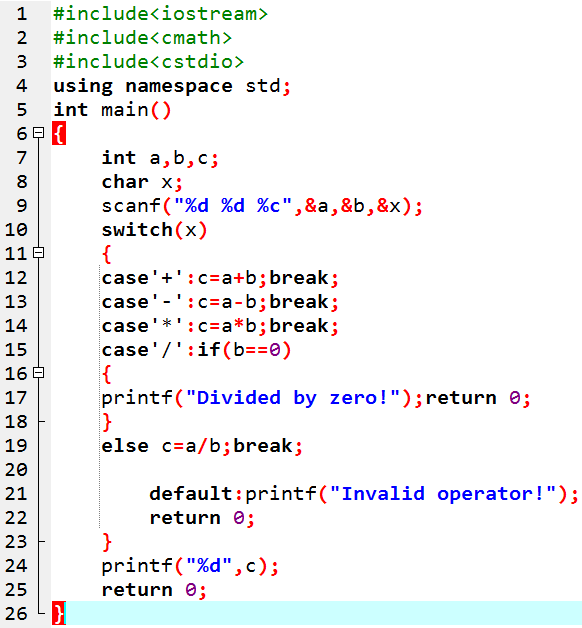 1 #include<iostream>
2 #include<cmath>
3 #include<cstdio>
4 using namespace std;
5 int main()
6 {
7 int a,b,c;
8 char x;
9 scanf("%d %d %c",&a,&b,&x);
10 switch(x)
11 {
12 case'+':c=a+b;break;
13 case'-':c=a-b;break;
14 case'*':c=a*b;break;
15 case'/':if(b==0)
16 {
17 printf("Divided by zero!");return 0;
18 }
19 else c=a/b;break;
20
21 default:printf("Invalid operator!");
22 return 0;
23 }
24 printf("%d",c);
25 return 0;
26 }